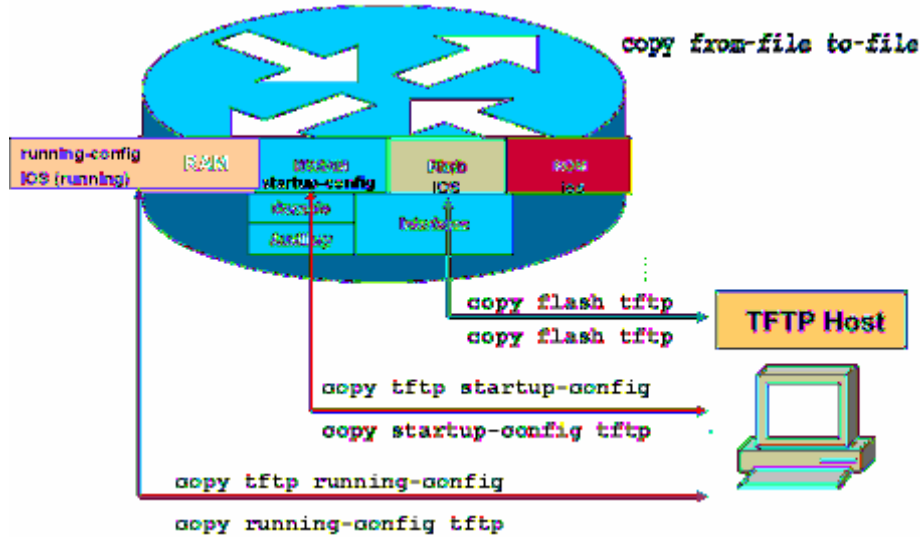 copy from-file to-file
running-config
IOS (running)
RAM
startup-config
Flash
IOS
ROM
Interfaces
copy flash tftp
copy flash tftp
TFTP Host
copy tftp startup-config
copy startup-config tftp
copy tftp running-config
copy running-config tftp